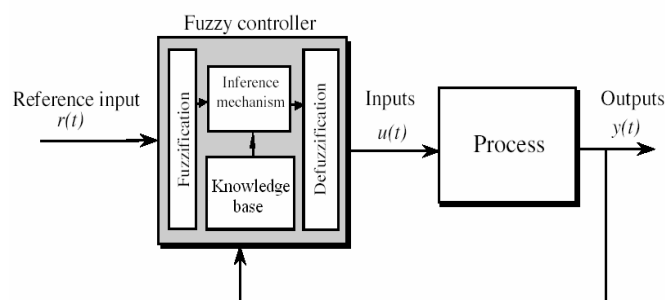 Fuzzy controller
Reference input
r(t)
Fuzzification
Inference
mechanism
Knowledge
base
Defuzzification
Inputs
u(t)
Process
Outputs
y(t)